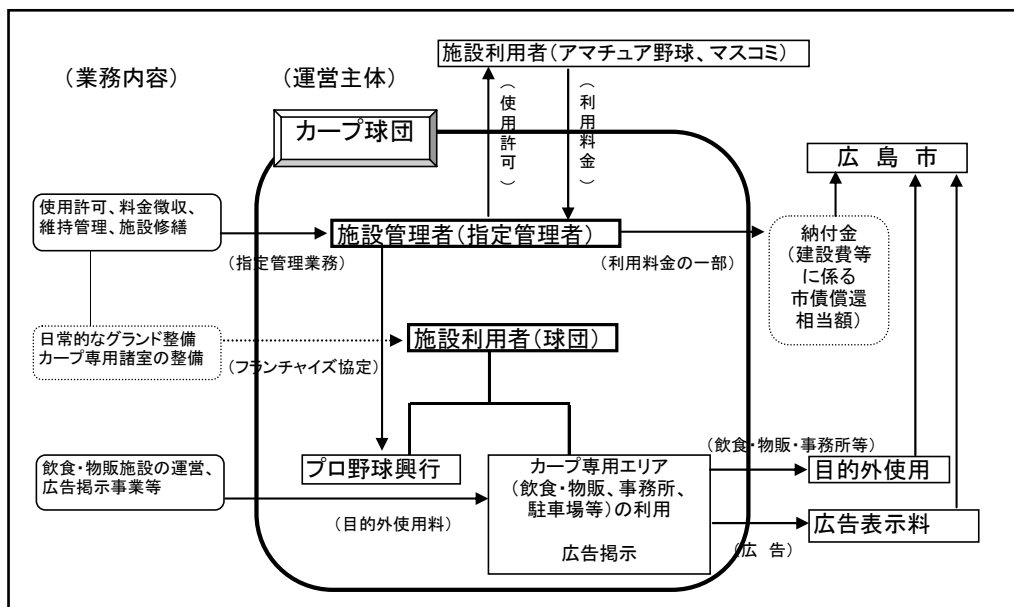 施設利用者（アマチュア野球、マスコミ）
（業務内容）
（運営主体）
（使用許可）
（利用料金）
カープ球団
広島市
使用許可、料金徴収、
維持管理、施設修繕
施設管理者（指定管理者）
（指定管理業務）
（利用料金の一部）
納付金
（建設費等
に係る
市債償還
相当額）
日常的なグランド整備
カープ専用諸室の整備
施設利用者（球団）
（フランチャイズ協定）
（飲食・物販・事務所等）
飲食・物販施設の運営、
広告掲示事業等
プロ野球興行
カープ専用エリア
（飲食・物販、事務所、
駐車場等）の利用
広告掲示
目的外使用
（目的外使用料）
（広 告）
広告表示料